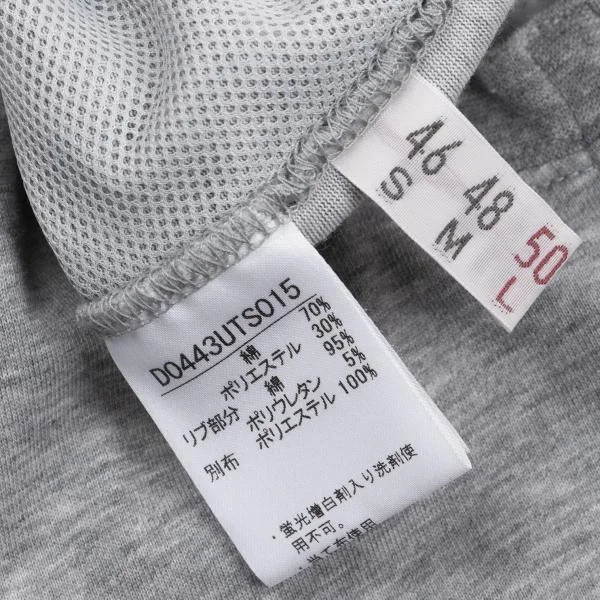 46 48 50
S M L
D0443UTS015
綿 70%
ポリエステル 30%
リブ部分 綿 95%
ポリウレタン 5%
別布 ポリエステル 100%
・蛍光増白剤入り洗剤使
用不可。